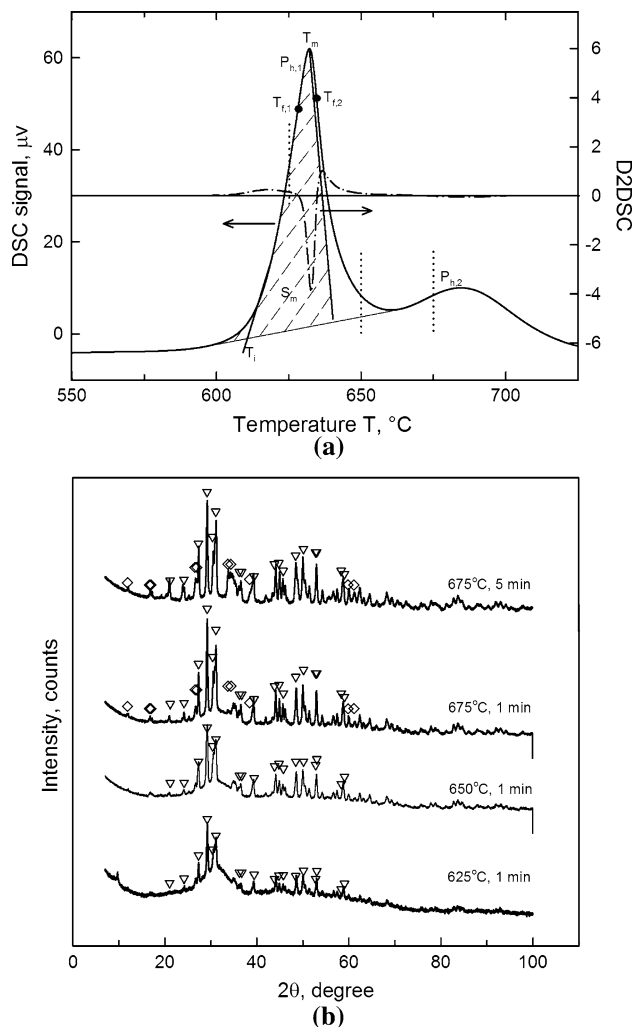 T_m
P_h,1
T_f,1
T_f,2
S_m
T_i
P_h,2
60
40
20
0
DSC signal, μv
6
4
2
0
-2
-4
-6
D2DSC
550
600
650
700
Temperature T, °C
(a)
675°C, 5 min
675°C, 1 min
650°C, 1 min
625°C, 1 min
Intensity, counts
0
20
40
60
80
100
2θ, degree
(b)